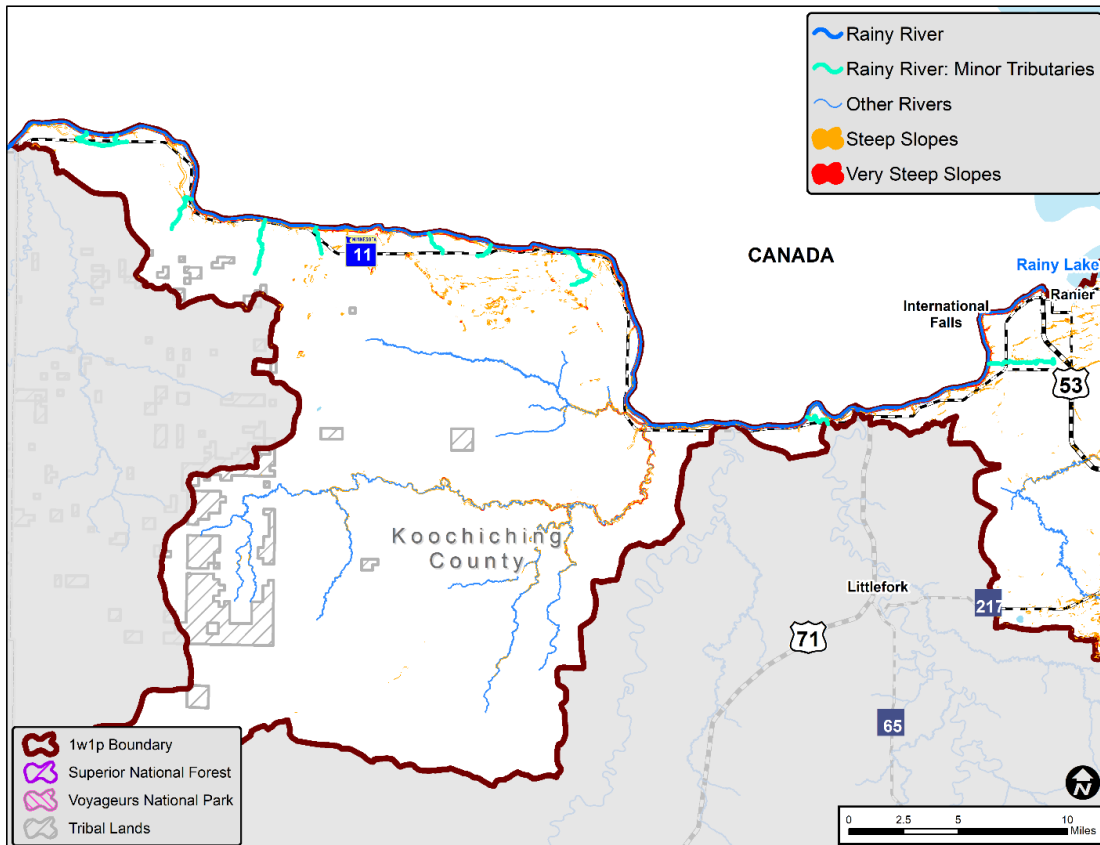 Rainy River
Rainy River: Minor Tributaries
Other Rivers
Steep Slopes
Very Steep Slopes
MINNESOTA
11
CANADA
Rainy Lake
Ranier
International
Falls
53
Koochiching
County
Littlefork
217
71
65
1w1p Boundary
Superior National Forest
Voyageurs National Park
Tribal Lands
N
0 2.5 5 10
Miles